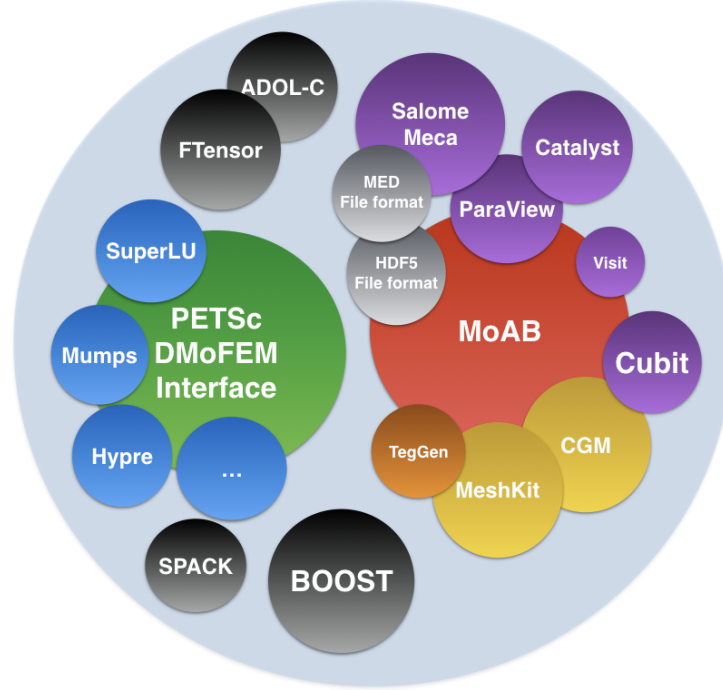 ADOL-C
FTensor
Salome
Meca
Catalyst
MED
File format
ParaView
SuperLU
HDF5
File format
Visit
PETSc
DMoFEM
Interface
MoAB
Mumps
Cubit
Hypre
...
TegGen
CGM
MeshKit
SPACK
BOOST